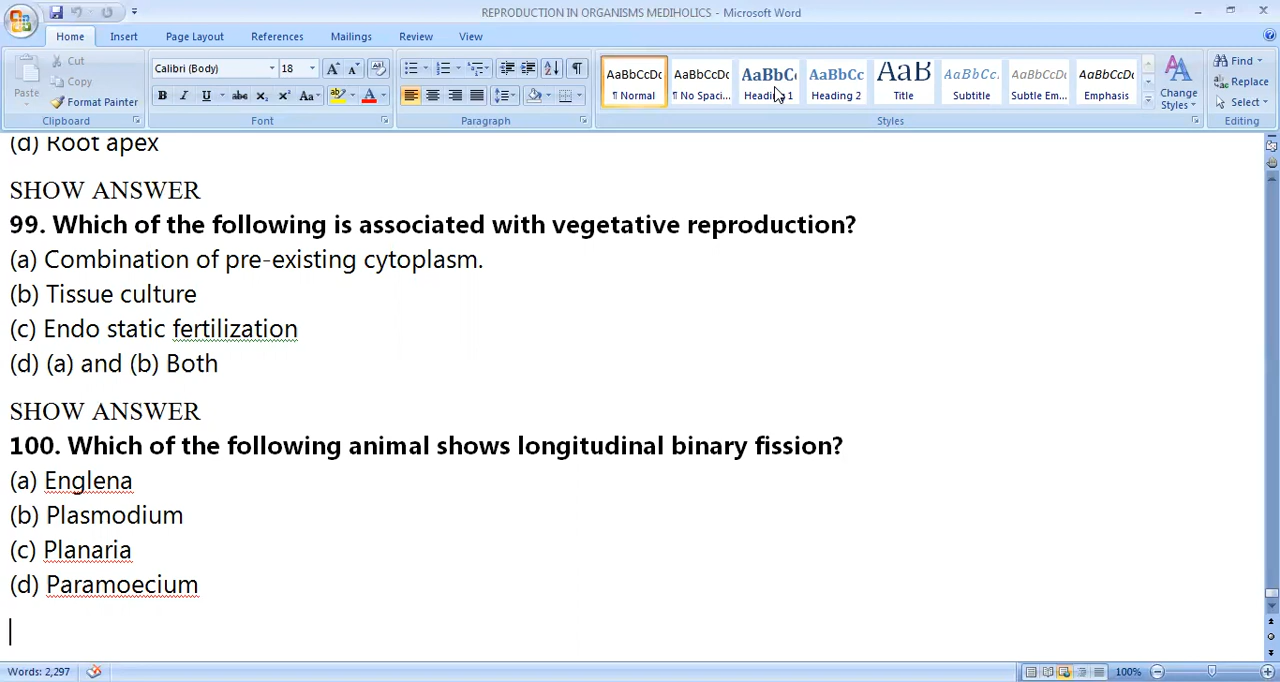 REPRODUCTION IN ORGANISMS MEDIHOLICS - Microsoft Word
Home Insert Page Layout References Mailings Review View
Paste
Cut
Copy
Format Painter
Clipboard
Calibri (Body) 18
Font
Paragraph
AaBbCcDc AaBbCcDc AaBbC AaBbCc AaB AaBbCc. AaBbCcDc AaBbCcDc
¶ Normal ¶ No Spaci... Heading 1 Heading 2 Title Subtitle Subtle Em... Emphasis
Change Styles
Styles
Find
Replace
Select
Editing
(d) Root apex
SHOW ANSWER
99. Which of the following is associated with vegetative reproduction?
(a) Combination of pre-existing cytoplasm.
(b) Tissue culture
(c) Endo static fertilization
(d) (a) and (b) Both
SHOW ANSWER
100. Which of the following animal shows longitudinal binary fission?
(a) Englena
(b) Plasmodium
(c) Planaria
(d) Paramoecium
Words: 2,297
100%